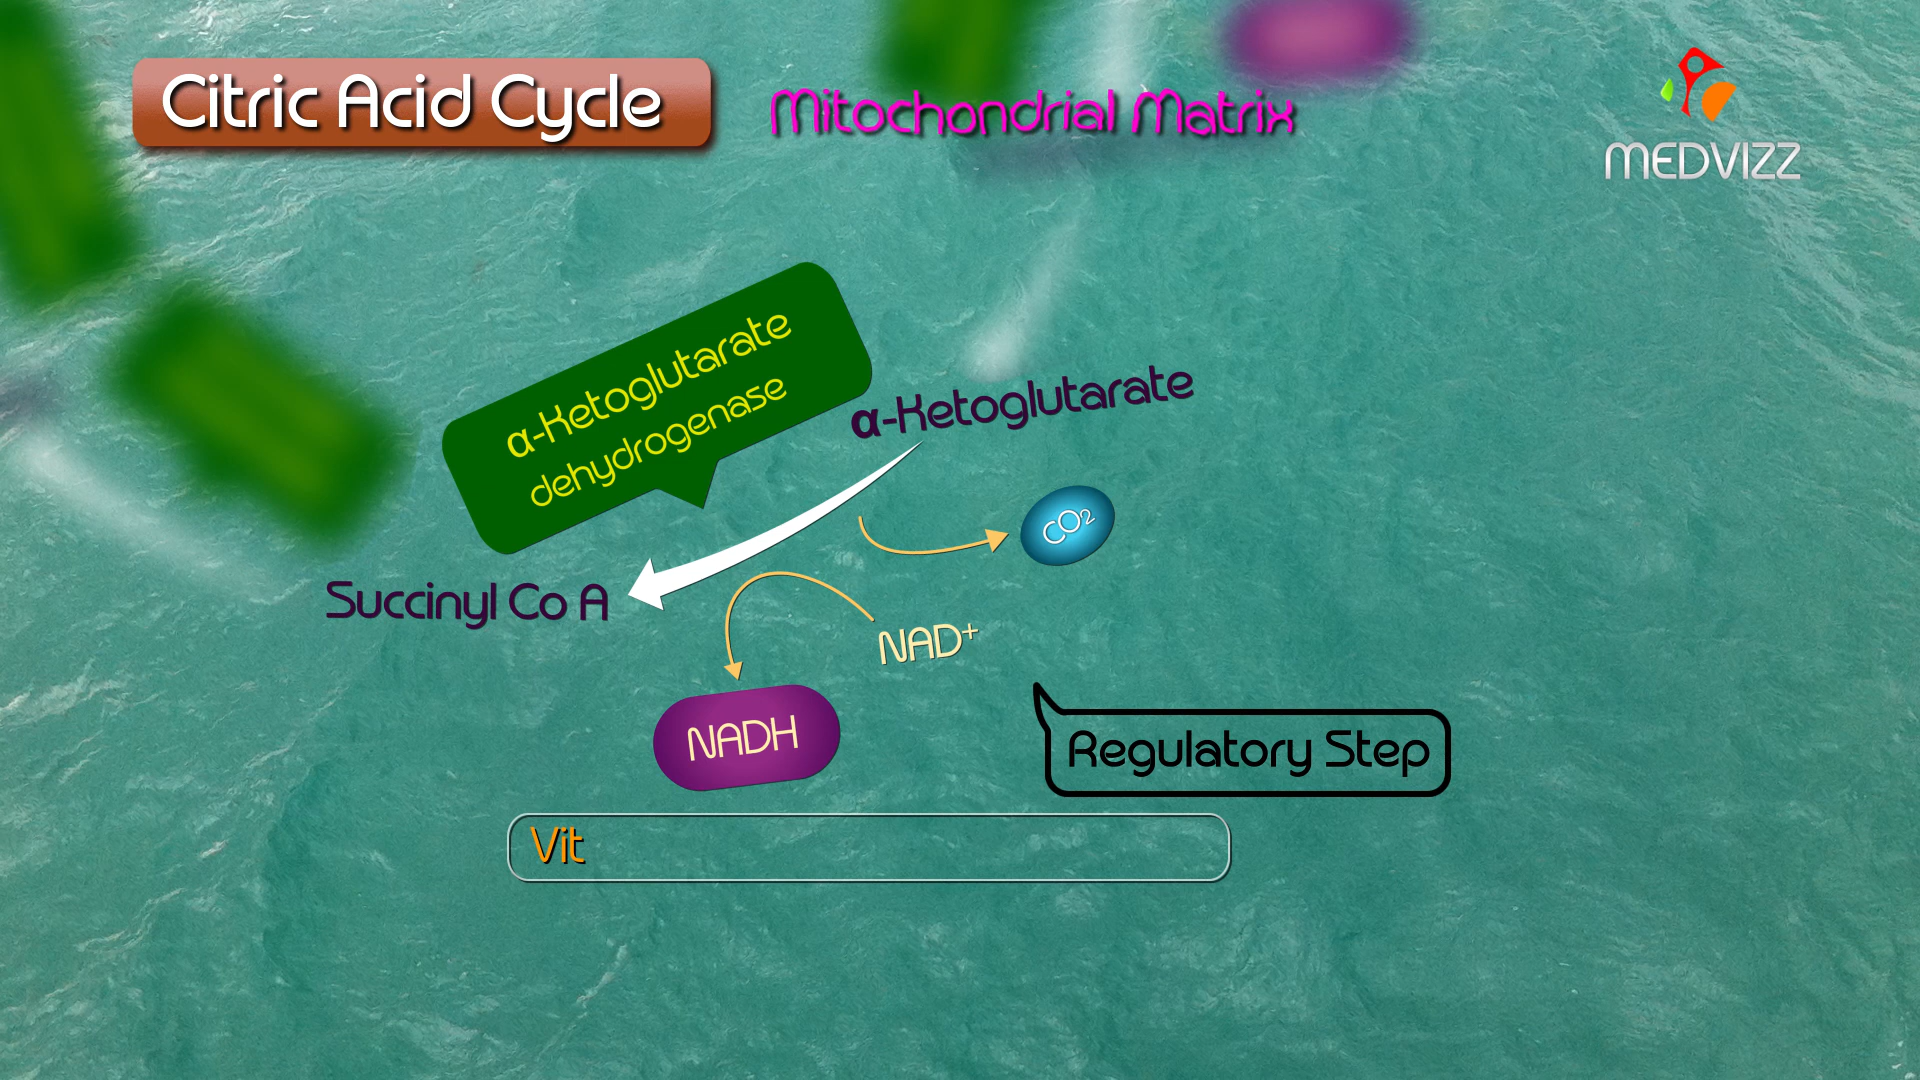 Citric Acid Cycle
Mitochondrial Matrix
MEDVIZZ
α-Ketoglutarate
dehydrogenase
α-Ketoglutarate
CO2
Succinyl Co A
NAD+
NADH
Regulatory Step
Vit